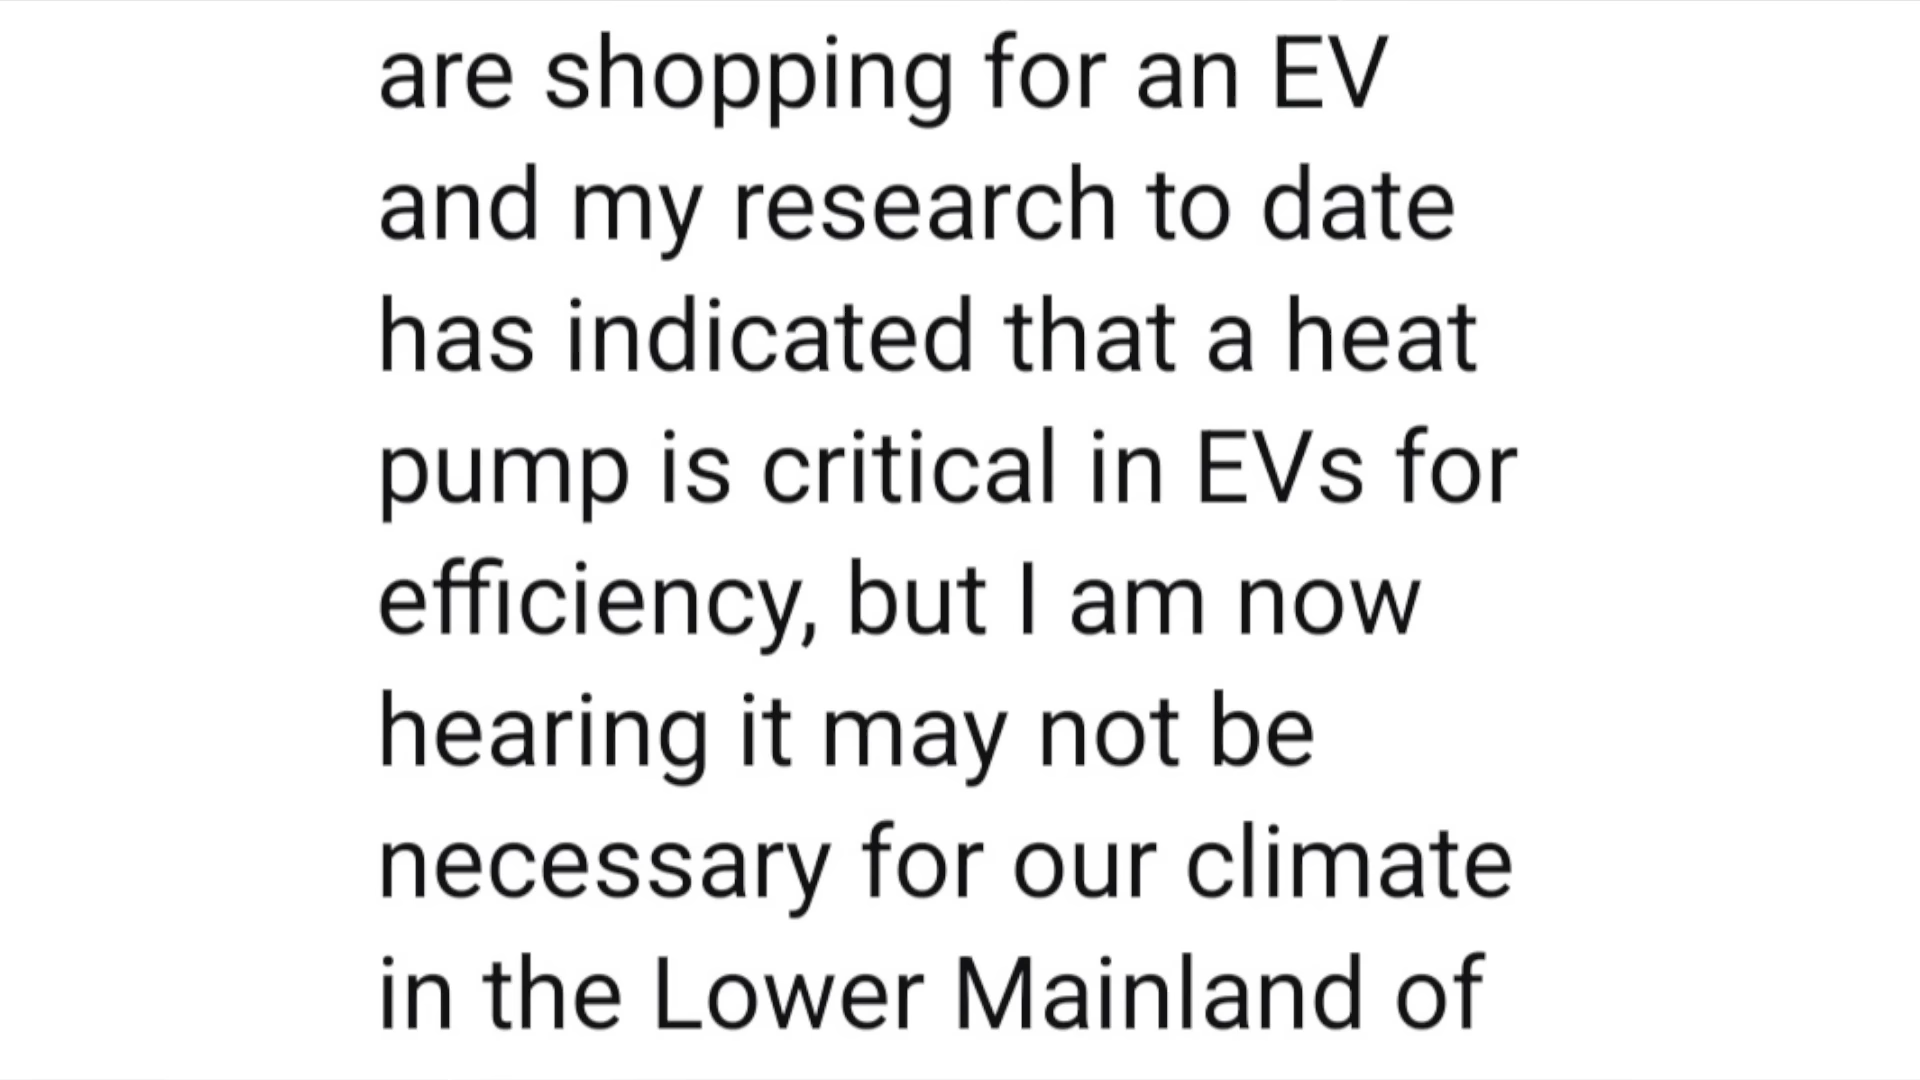 are shopping for an EV
and my research to date
has indicated that a heat
pump is critical in EVs for
efficiency, but I am now
hearing it may not be
necessary for our climate
in the Lower Mainland of